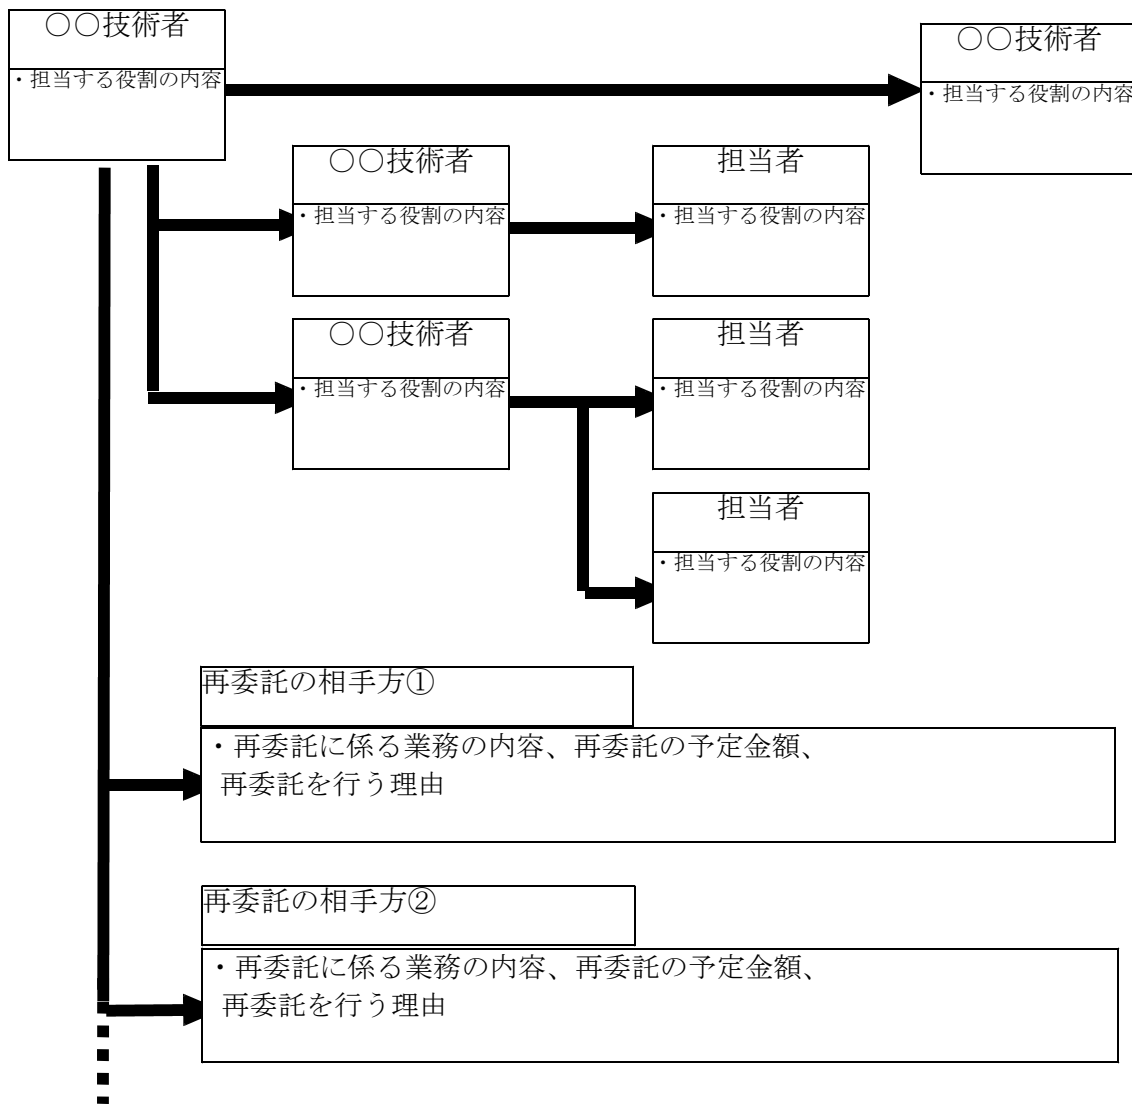 〇〇技術者
・担当する役割の内容
〇〇技術者
・担当する役割の内容
〇〇技術者
・担当する役割の内容
担当者
・担当する役割の内容
〇〇技術者
・担当する役割の内容
担当者
・担当する役割の内容
担当者
・担当する役割の内容
再委託の相手方①
・再委託に係る業務の内容、再委託の予定金額、
再委託を行う理由
再委託の相手方②
・再委託に係る業務の内容、再委託の予定金額、
再委託を行う理由